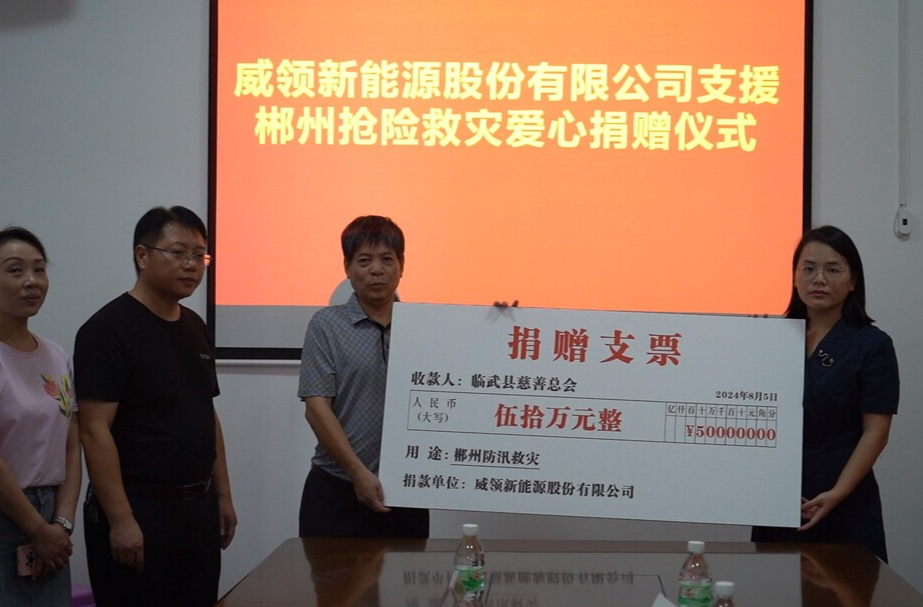 威领新能源股份有限公司支援
郴州抢险救灾爱心捐赠仪式
捐赠支票
收款人：临武县慈善总会
2024年8月5日
人民币
(大写)
伍拾万元整
亿仟百十万千百十元角分
¥50000000
用 途：郴州防汛救灾
捐款单位：威领新能源股份有限公司